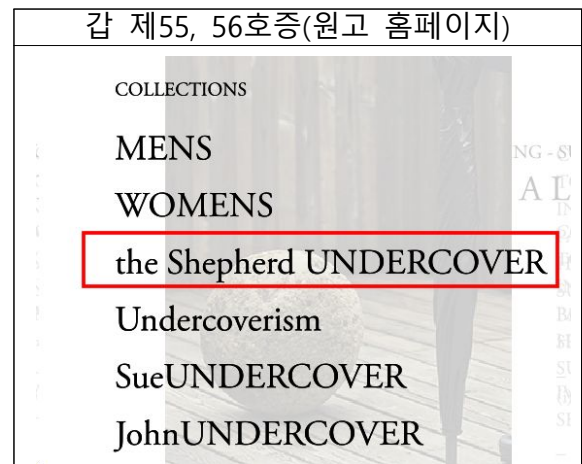 갑 제55, 56호증(원고 홈페이지)
COLLECTIONS
MENS
NG - S
WOMENS
A L
the Shepherd UNDERCOVER
Undercoverism
SueUNDERCOVER
JohnUNDERCOVER